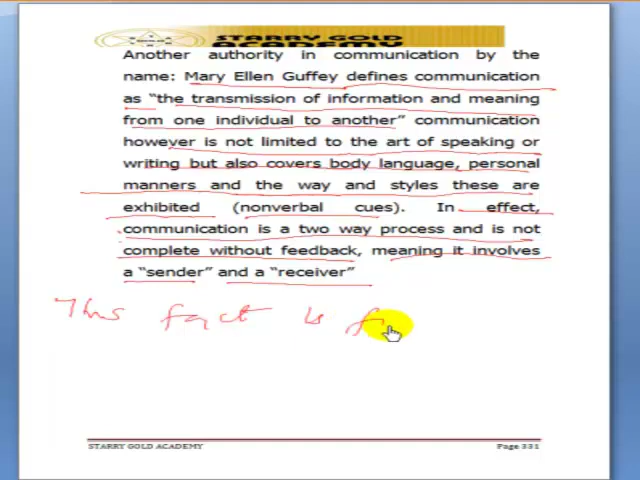 STARRY GOLD
ACADEMY
Another authority in communication by the
name: Mary Ellen Guffey defines communication
as “the transmission of information and meaning
from one individual to another” communication
however is not limited to the art of speaking or
writing but also covers body language, personal
manners and the way and styles these are
exhibited (nonverbal cues). In effect,
communication is a two way process and is not
complete without feedback, meaning it involves
a “sender” and a “receiver”
This fact is f
STARRY GOLD ACADEMY Page 331